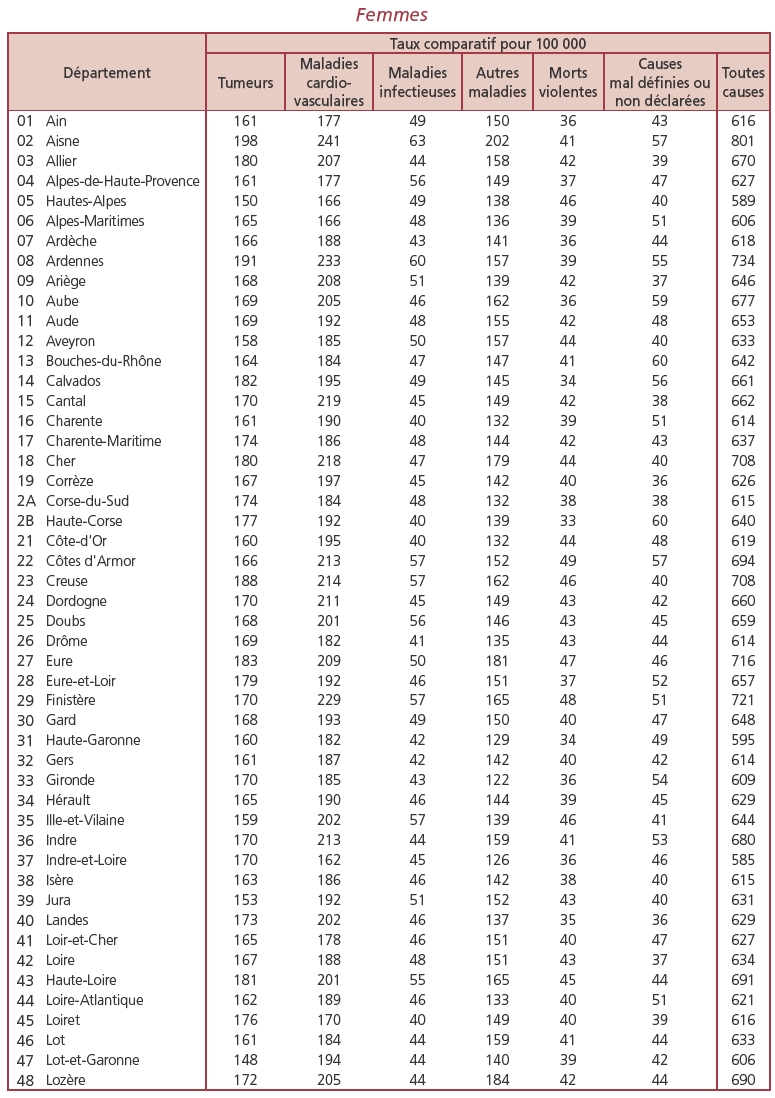 Femmes
Département
Taux comparatif pour 100 000
Tumeurs
Maladies
cardio-
vasculaires
Maladies
infectieuses
Autres
maladies
Morts
violentes
Causes
mal définies ou
non déclarées
Toutes
causes
01 Ain 161 177 49 150 36 43 616
02 Aisne 198 241 63 202 41 57 801
03 Allier 180 207 44 158 42 39 670
04 Alpes-de-Haute-Provence 161 177 56 149 37 47 627
05 Hautes-Alpes 150 166 49 138 46 40 589
06 Alpes-Maritimes 165 166 48 136 39 51 606
07 Ardèche 166 188 43 141 36 44 618
08 Ardennes 191 233 60 157 39 55 734
09 Ariège 168 208 51 139 42 37 646
10 Aube 169 205 46 162 36 59 677
11 Aude 169 192 48 155 42 48 653
12 Aveyron 158 185 50 157 44 40 633
13 Bouches-du-Rhône 164 184 47 147 41 60 642
14 Calvados 182 195 49 145 34 56 661
15 Cantal 170 219 45 149 42 38 662
16 Charente 161 190 40 132 39 51 614
17 Charente-Maritime 174 186 48 144 42 43 637
18 Cher 180 218 47 179 44 40 708
19 Corrèze 167 197 45 142 40 36 626
2A Corse-du-Sud 174 184 48 132 38 38 615
2B Haute-Corse 177 192 40 139 33 60 640
21 Côte-d'Or 160 195 40 132 44 48 619
22 Côtes d'Armor 166 213 57 152 49 57 694
23 Creuse 188 214 57 162 46 40 708
24 Dordogne 170 211 45 149 43 42 660
25 Doubs 168 201 56 146 43 45 659
26 Drôme 169 182 41 135 43 44 614
27 Eure 183 209 50 181 47 46 716
28 Eure-et-Loir 179 192 46 151 37 52 657
29 Finistère 170 229 57 165 48 51 721
30 Gard 168 193 49 150 40 47 648
31 Haute-Garonne 160 182 42 129 34 49 595
32 Gers 161 187 42 142 40 42 614
33 Gironde 170 185 43 122 36 54 609
34 Hérault 165 190 46 144 39 45 629
35 Ille-et-Vilaine 159 202 57 139 46 41 644
36 Indre 170 213 44 159 41 53 680
37 Indre-et-Loire 170 162 45 126 36 46 585
38 Isère 163 186 46 142 38 40 615
39 Jura 153 192 51 152 43 40 631
40 Landes 173 202 46 137 35 36 629
41 Loir-et-Cher 165 178 46 151 40 47 627
42 Loire 167 188 48 151 43 37 634
43 Haute-Loire 181 201 55 165 45 44 691
44 Loire-Atlantique 162 189 46 133 40 51 621
45 Loiret 176 170 40 149 40 39 616
46 Lot 161 184 44 159 41 44 633
47 Lot-et-Garonne 148 194 44 140 39 42 606
48 Lozère 172 205 44 184 42 44 690